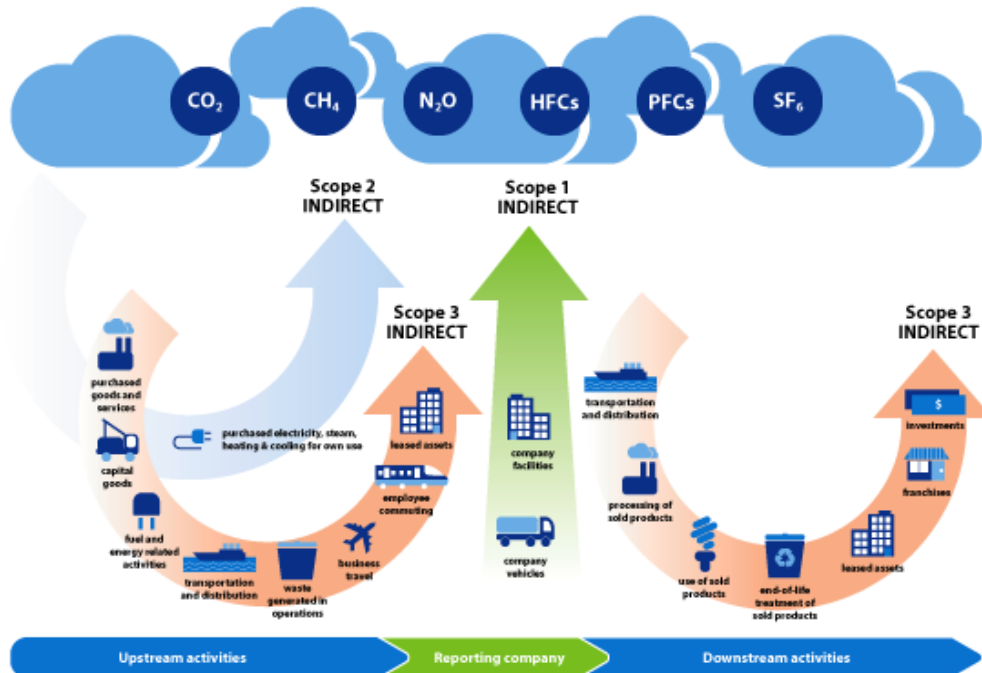 CO₂
CH₄
N₂O
HFCs
PFCs
SF₆
Scope 2
INDIRECT
Scope 1
INDIRECT
Scope 3
INDIRECT
Scope 3
INDIRECT
purchased
goods and
services
capital
goods
fuel and
energy related
activities
purchased electricity, steam,
heating & cooling for own use
transportation
and distribution
waste
generated in
operations
business
travel
employee
commuting
leased assets
company
facilities
company
vehicles
transportation
and distribution
processing of
sold products
use of sold
products
end-of-life
treatment of
sold products
leased assets
franchises
$
investments
Upstream activities
Reporting company
Downstream activities